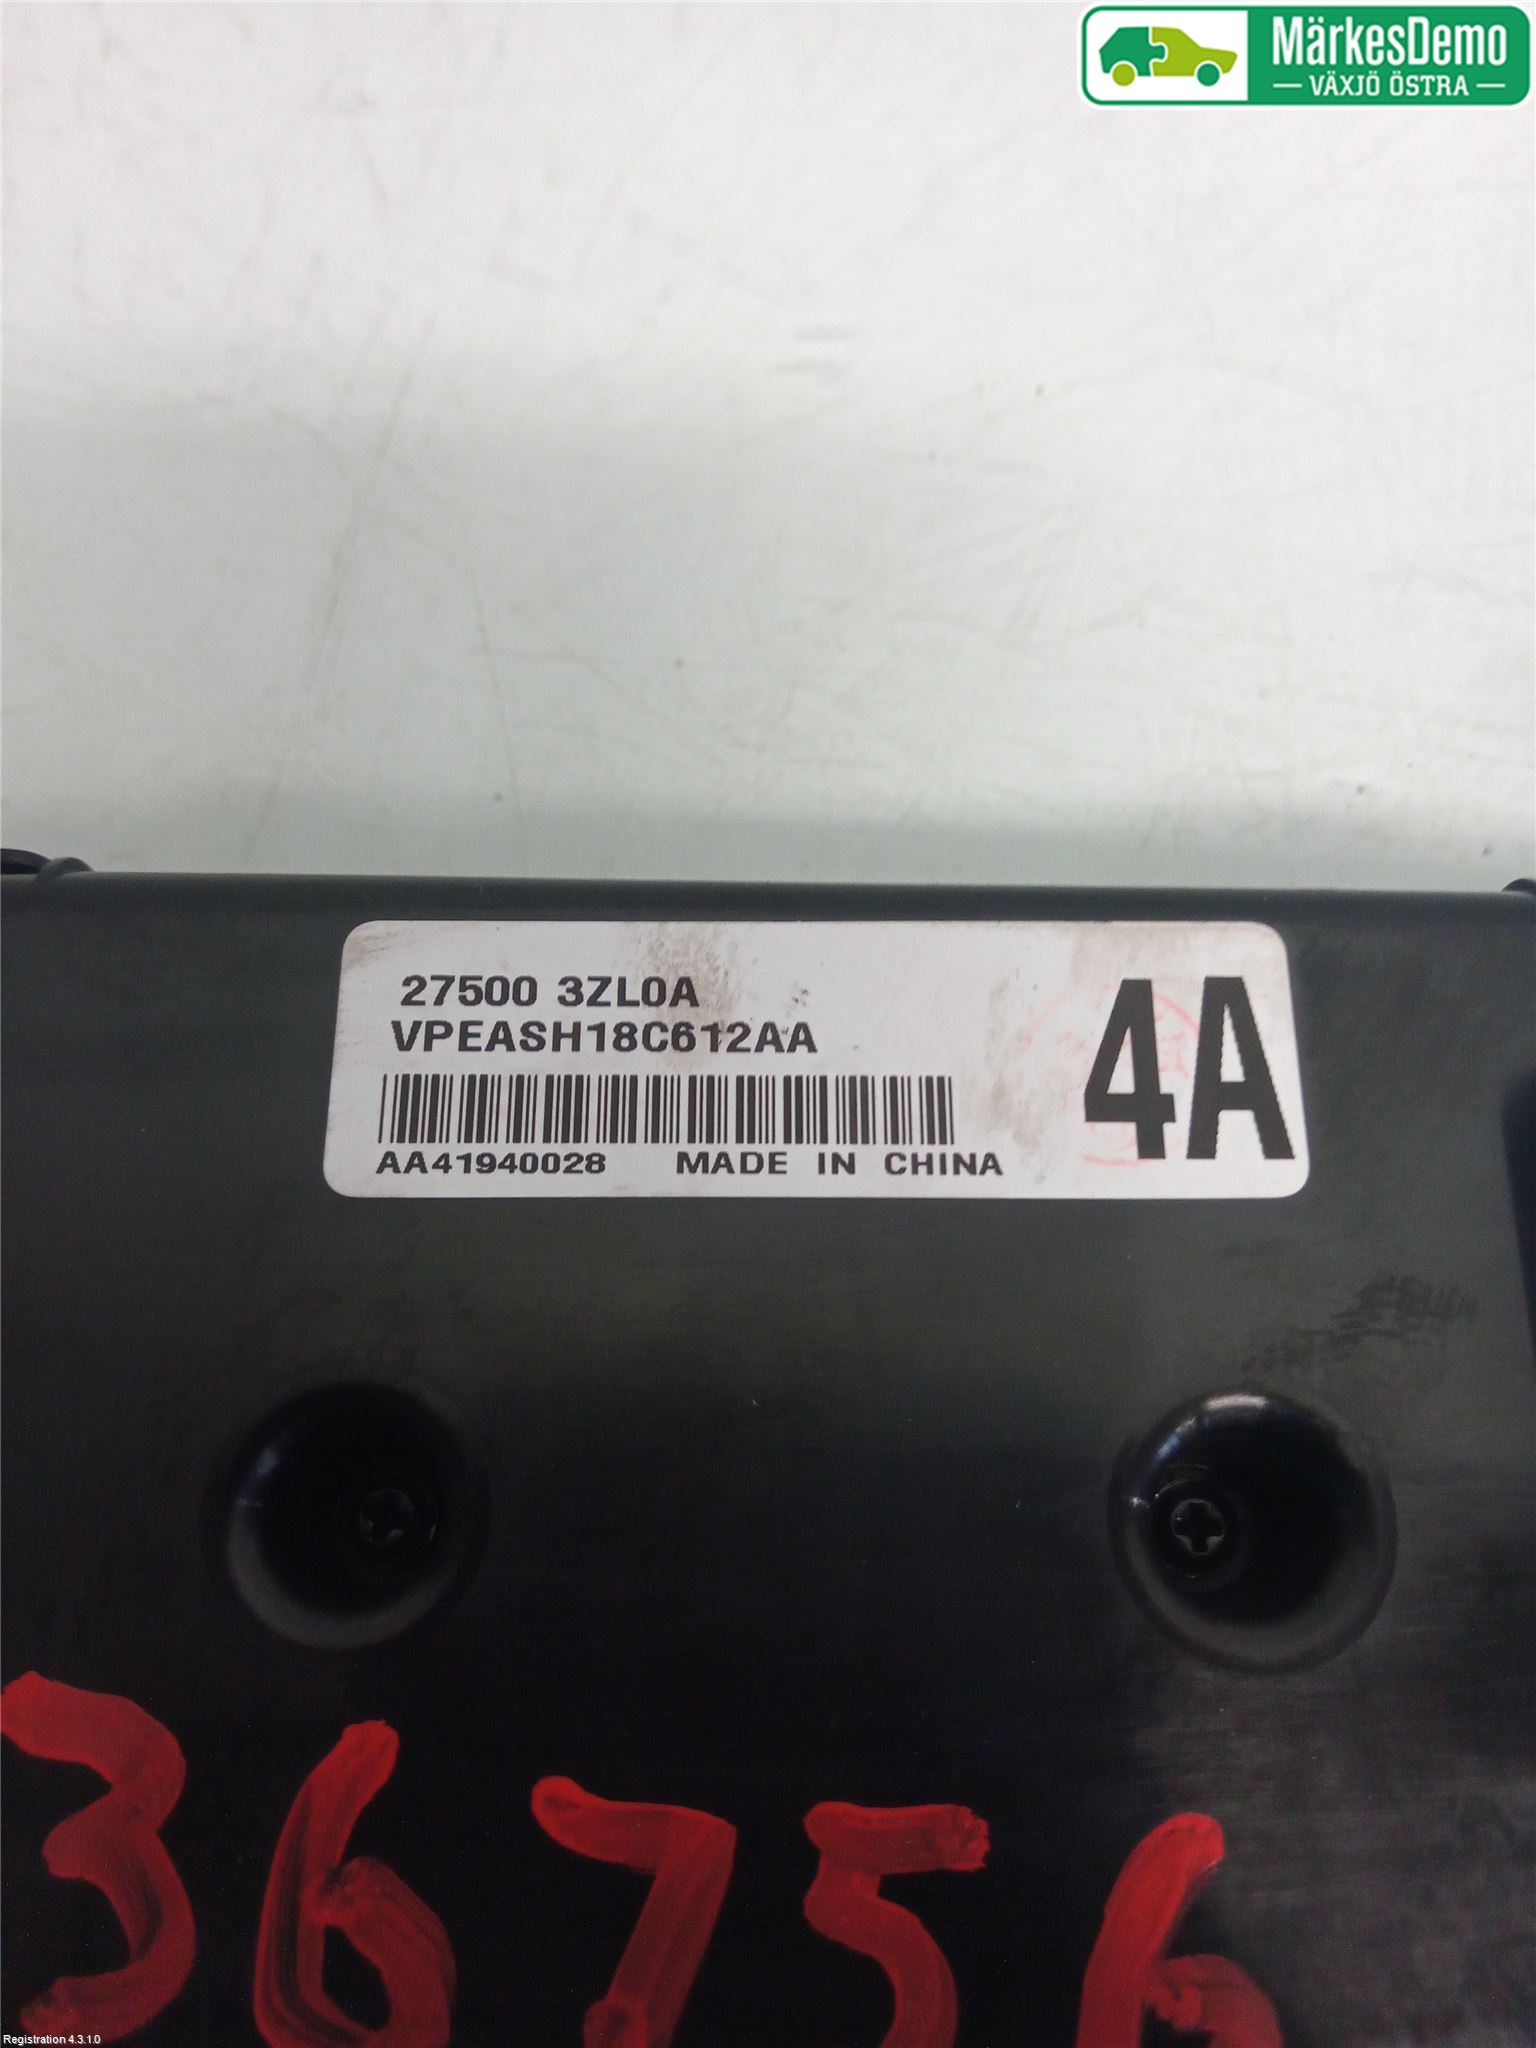 MärkesDemo
VÄXJÖ ÖSTRA
27500 3ZL0A
VPEASH18C612AA
4A
AA41940028 MADE IN CHINA
36756
Registration 4.3.1.0